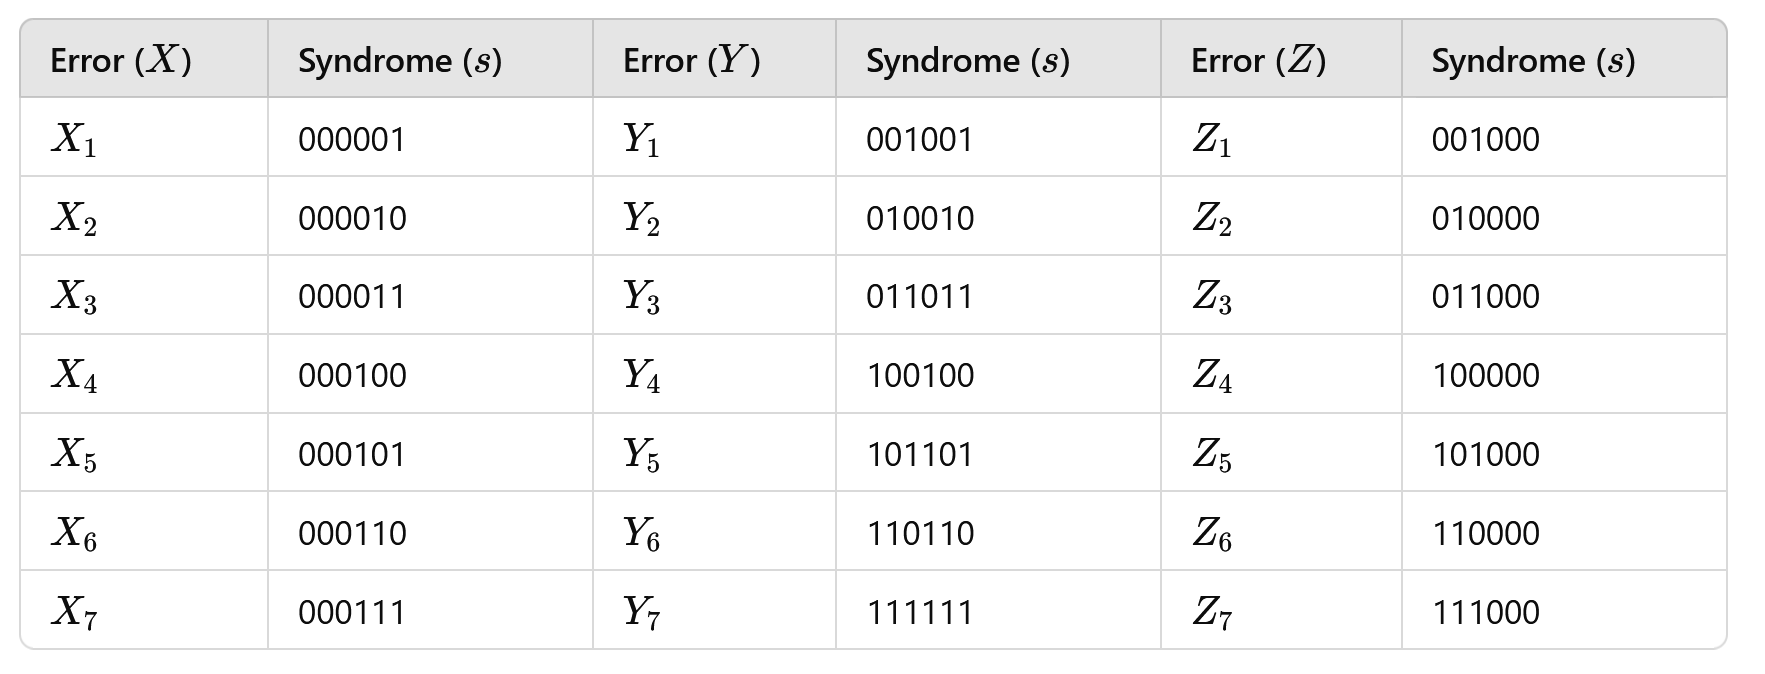 Error (X) Syndrome (s) Error (Y) Syndrome (s) Error (Z) Syndrome (s)
X₁ 000001 Y₁ 001001 Z₁ 001000
X₂ 000010 Y₂ 010010 Z₂ 010000
X₃ 000011 Y₃ 011011 Z₃ 011000
X₄ 000100 Y₄ 100100 Z₄ 100000
X₅ 000101 Y₅ 101101 Z₅ 101000
X₆ 000110 Y₆ 110110 Z₆ 110000
X₇ 000111 Y₇ 111111 Z₇ 111000